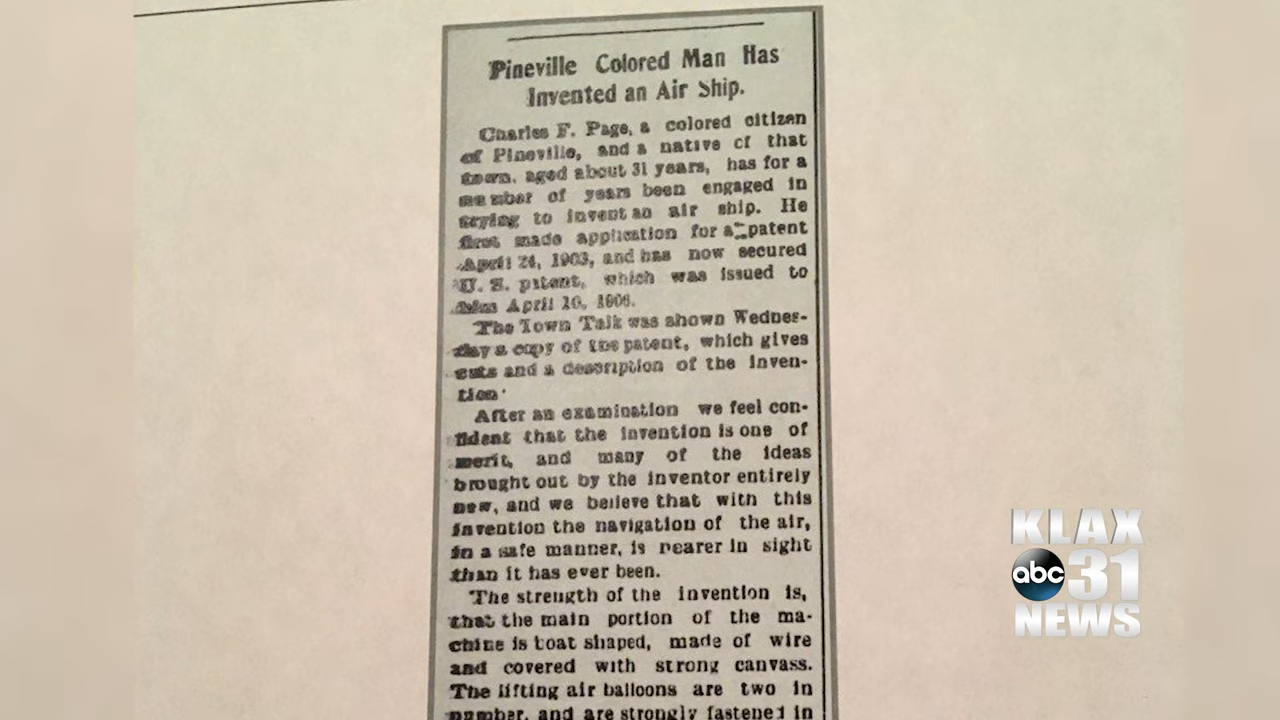 Pineville Colored Man Has
Invented an Air Ship.
Charles F. Page, a colored citizen
of Pineville, and a native of that
town, aged about 31 years, has for a
number of years been engaged in
trying to invent an air ship. He
first made application for a patent
April 24, 1903, and has now secured
U. S. patent, which was issued to
him April 10, 1906.
The Town Talk was shown Wednes-
day a copy of the patent, which gives
cuts and a description of the inven-
tion.
After an examination we feel con-
fident that the invention is one of
merit, and many of the ideas
brought out by the inventor entirely
new, and we believe that with this
invention the navigation of the air,
in a safe manner, is nearer in sight
than it has ever been.
The strength of the invention is,
that the main portion of the ma-
chine is boat shaped, made of wire
and covered with strong canvass.
The lifting air balloons are two in
number, and are strongly fastened in
KLAX
abc 31
NEWS